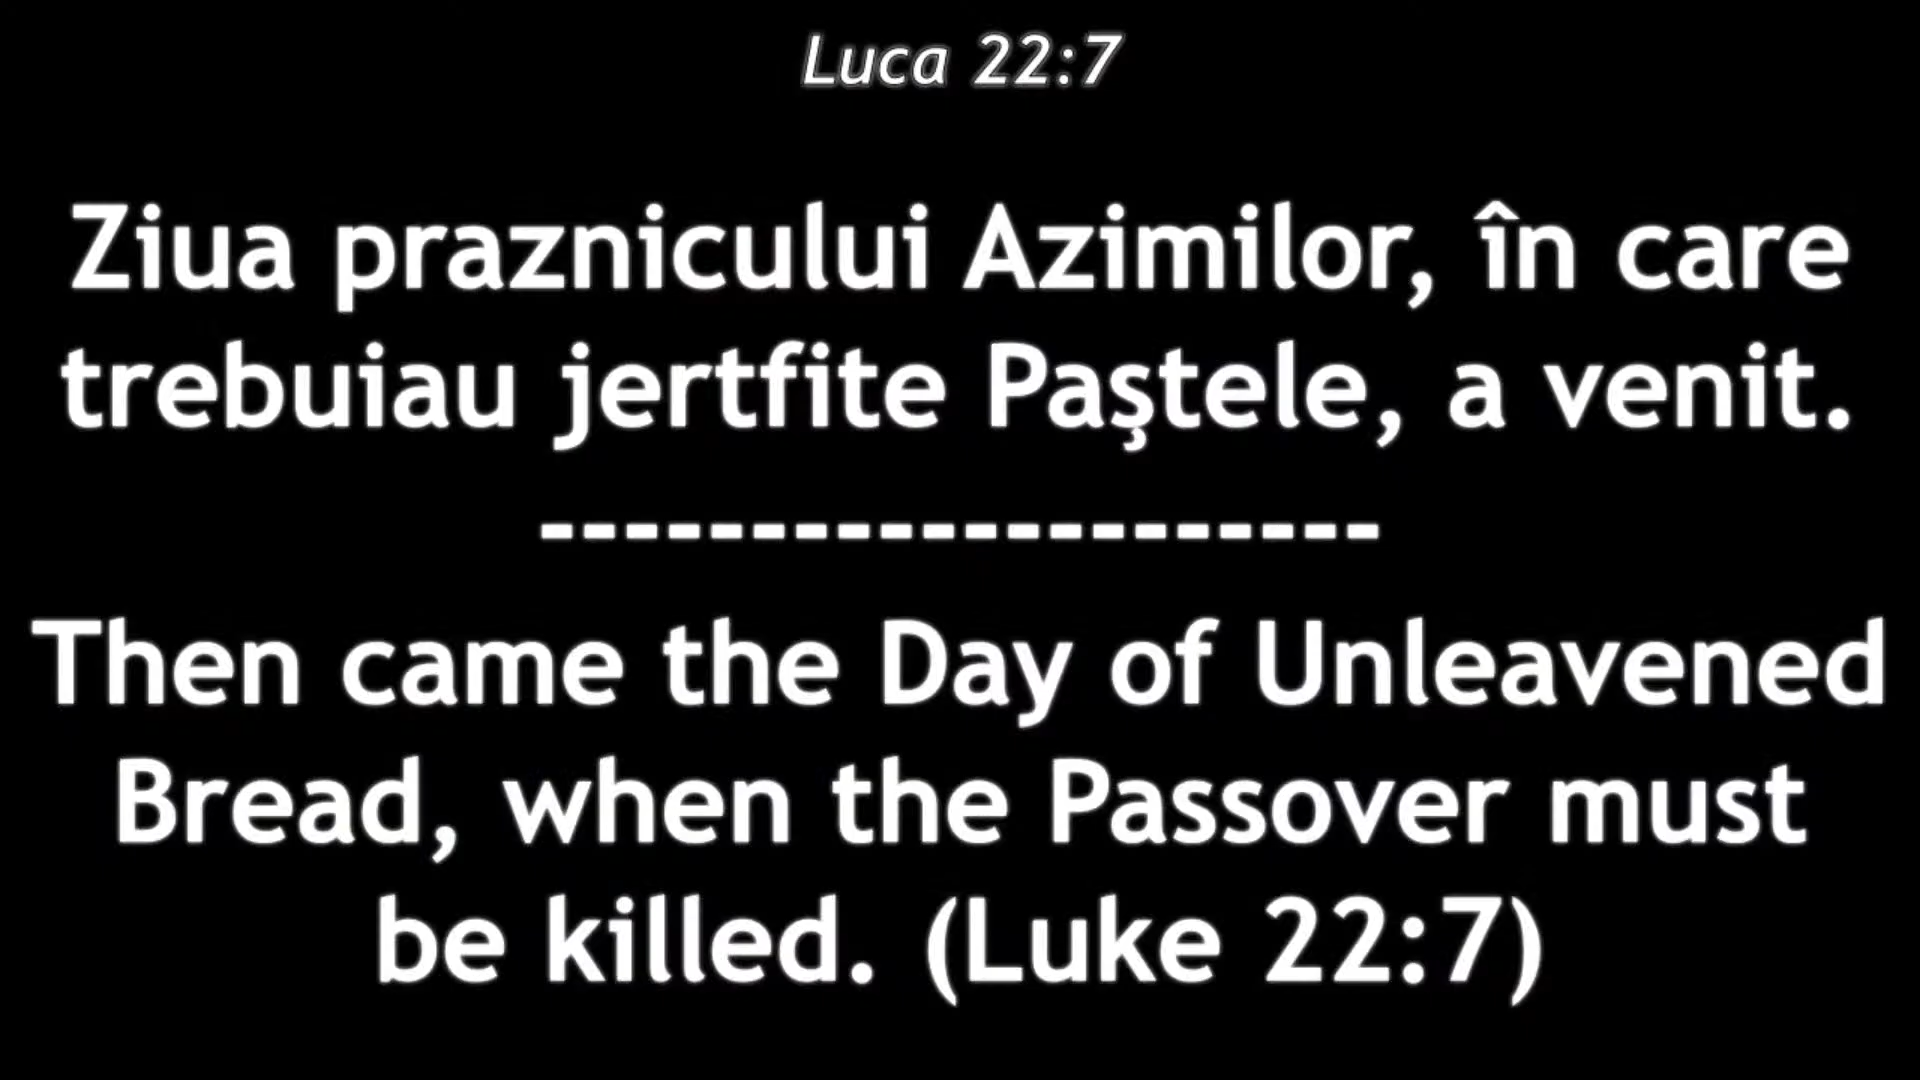 Luca 22:7
Ziua praznicului Azimilor, în care
trebuiau jertfite Paştele, a venit.
--------------------
Then came the Day of Unleavened
Bread, when the Passover must
be killed. (Luke 22:7)